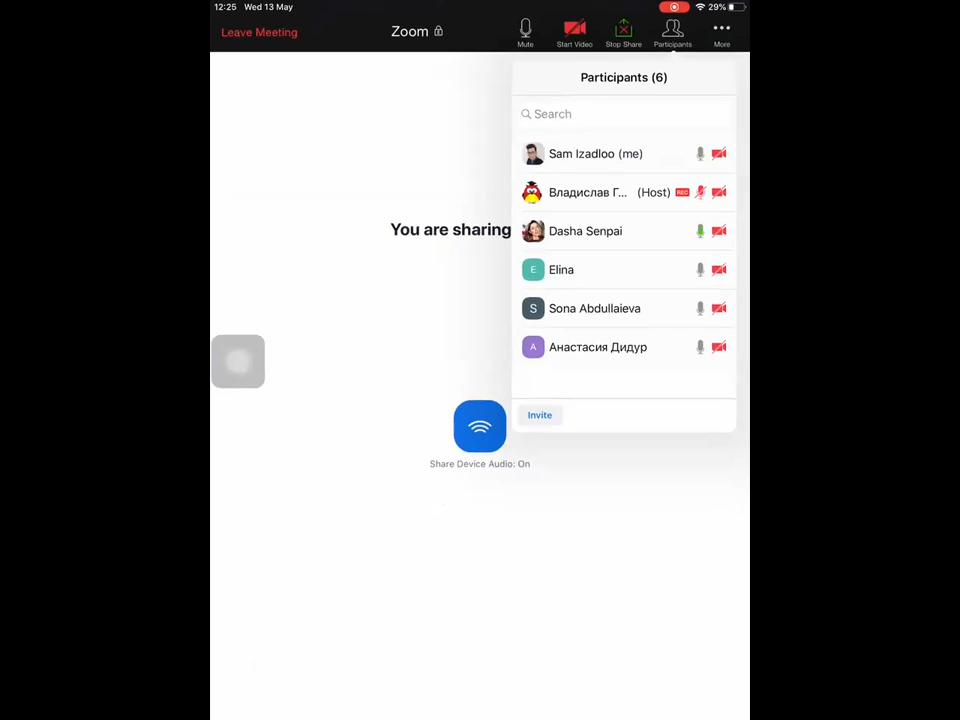 12:25 Wed 13 May
29%
Leave Meeting
Zoom
Mute
Start Video
Stop Share
Participants
More
Participants (6)
Search
Sam Izadloo (me)
Владислав Г... (Host) REC
Dasha Senpai
E Elina
S Sona Abdullaieva
A Анастасия Дидур
Invite
You are sharing
Share Device Audio: On